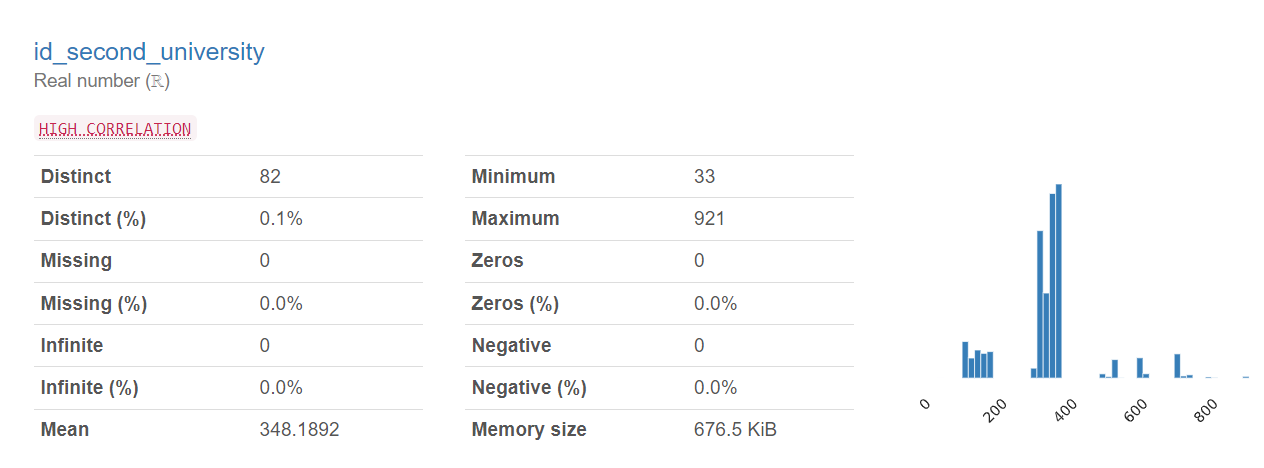 id_second_university
Real number (ℝ)
HIGH CORRELATION
Distinct 82
Distinct (%) 0.1%
Missing 0
Missing (%) 0.0%
Infinite 0
Infinite (%) 0.0%
Mean 348.1892
Minimum 33
Maximum 921
Zeros 0
Zeros (%) 0.0%
Negative 0
Negative (%) 0.0%
Memory size 676.5 KiB
0 200 400 600 800